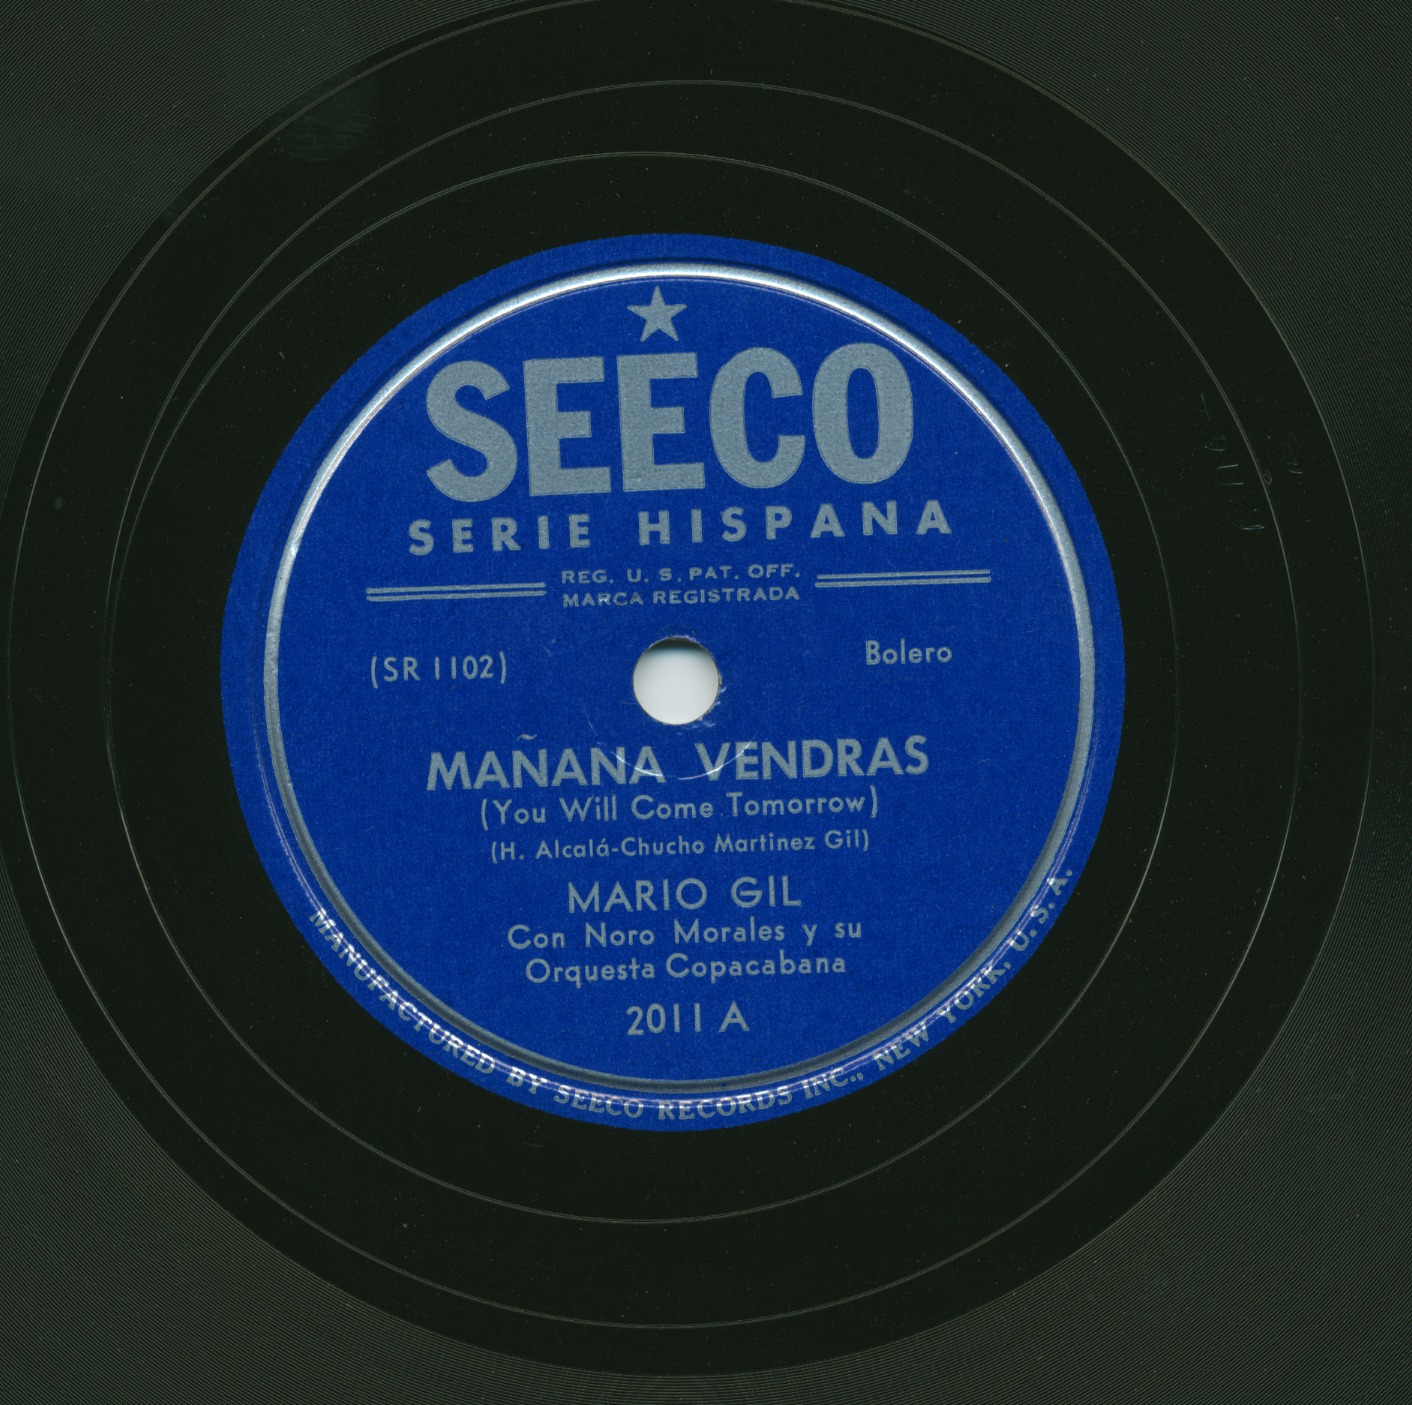 SEECO
SERIE HISPANA
REG. U. S. PAT. OFF.
MARCA REGISTRADA
(SR 1102)
Bolero
MAÑANA VENDRAS
(You Will Come Tomorrow)
(H. Alcalá-Chucho Martinez Gil)
MARIO GIL
Con Noro Morales y su
Orquesta Copacabana
2011 A
MANUFACTURED BY SEECO RECORDS INC., NEW YORK, U. S. A.